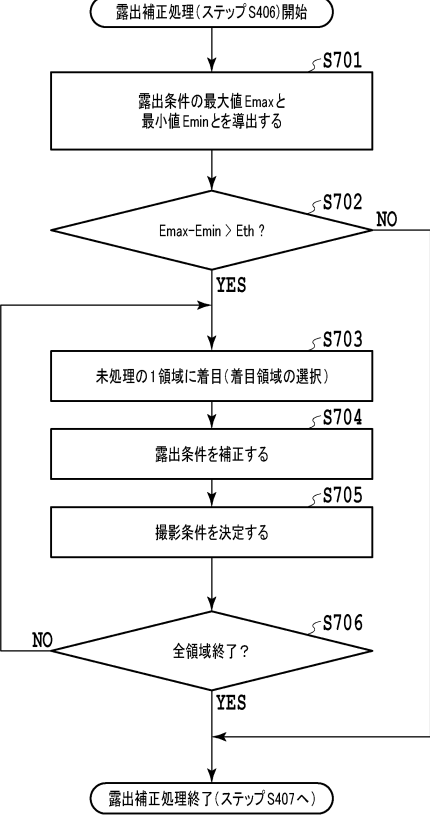 露出補正処理(ステップS406)開始
S701
露出条件の最大値Emaxと
最小値Eminとを導出する
S702
Emax-Emin > Eth ?
NO
YES
S703
未処理の1領域に着目(着目領域の選択)
S704
露出条件を補正する
S705
撮影条件を決定する
S706
全領域終了?
NO
YES
露出補正処理終了(ステップS407へ)